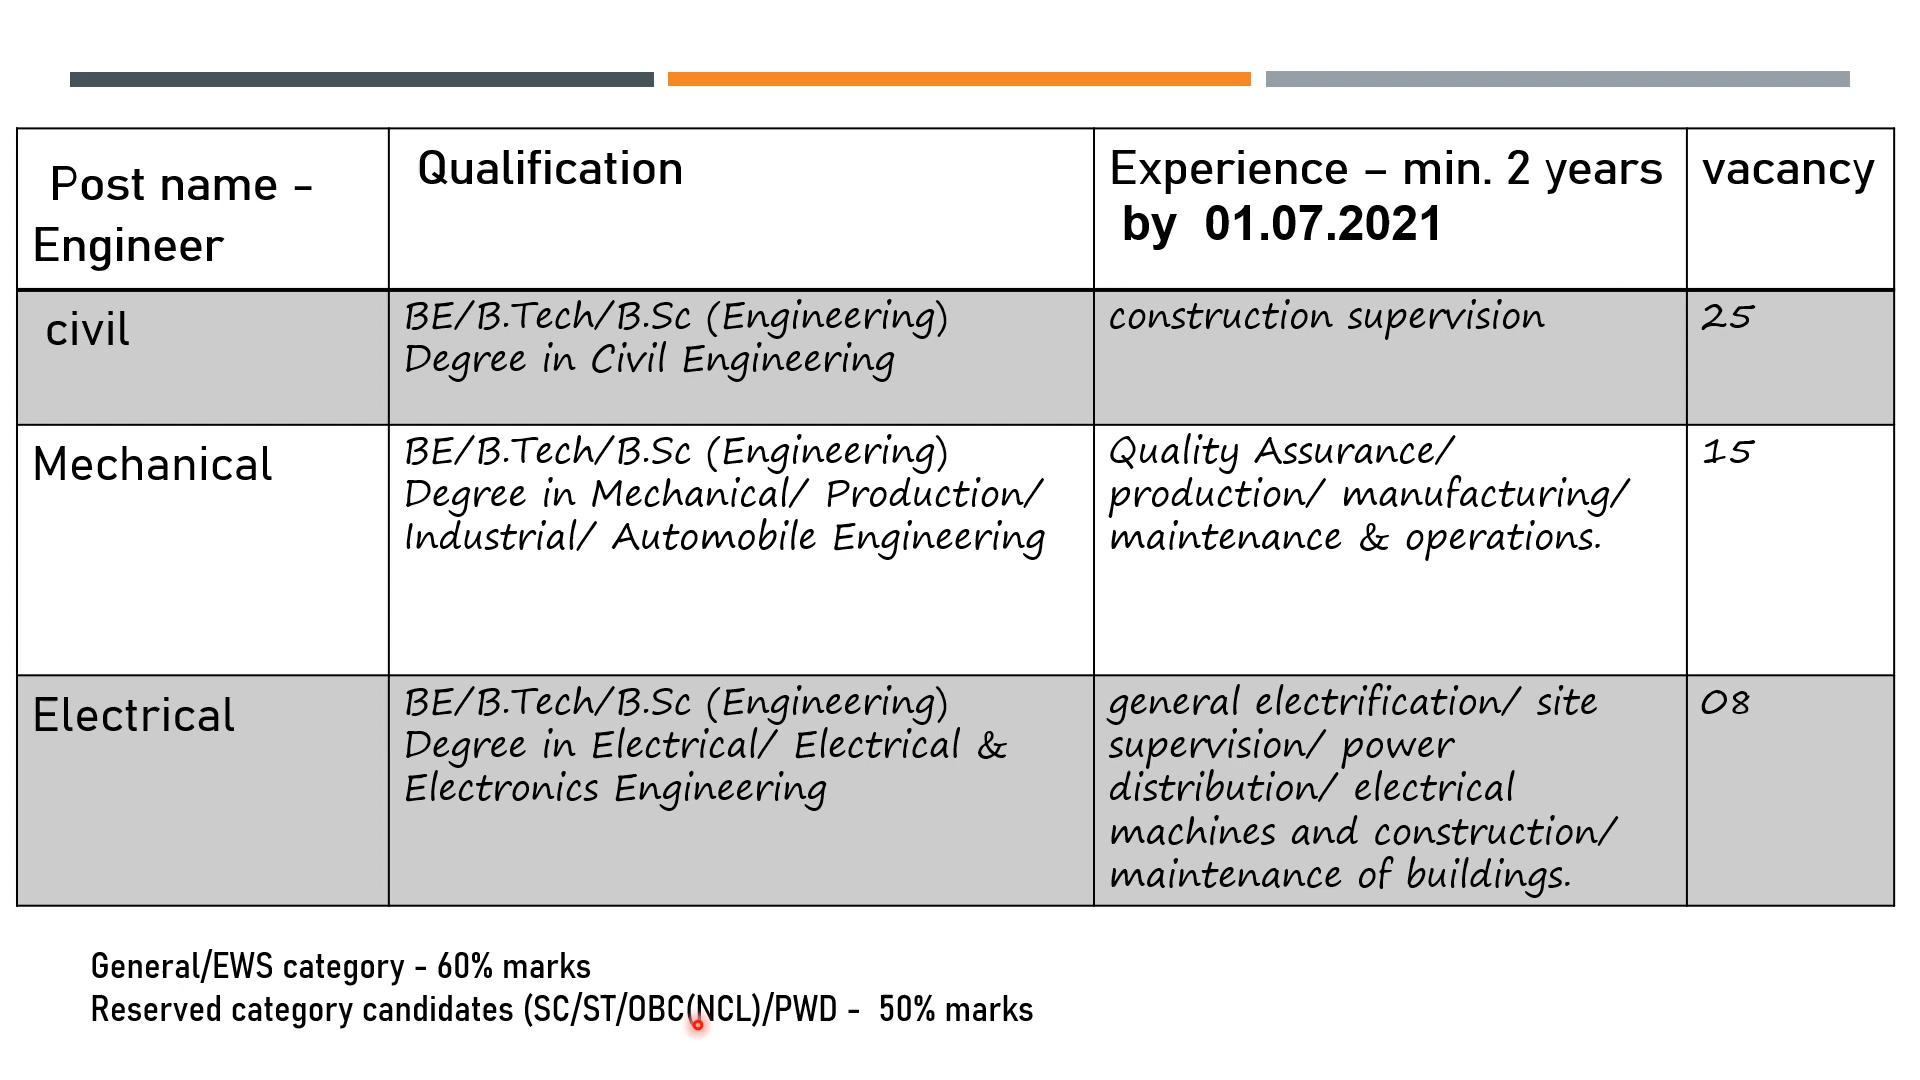 Post name –
Engineer
Qualification
Experience – min. 2 years
by 01.07.2021
vacancy
civil
BE/B.Tech/B.Sc (Engineering)
Degree in Civil Engineering
construction supervision
25
Mechanical
BE/B.Tech/B.Sc (Engineering)
Degree in Mechanical/ Production/
Industrial/ Automobile Engineering
Quality Assurance/
production/ manufacturing/
maintenance & operations.
15
Electrical
BE/B.Tech/B.Sc (Engineering)
Degree in Electrical/ Electrical &
Electronics Engineering
general electrification/ site
supervision/ power
distribution/ electrical
machines and construction/
maintenance of buildings.
08
General/EWS category - 60% marks
Reserved category candidates (SC/ST/OBC(NCL)/PWD - 50% marks